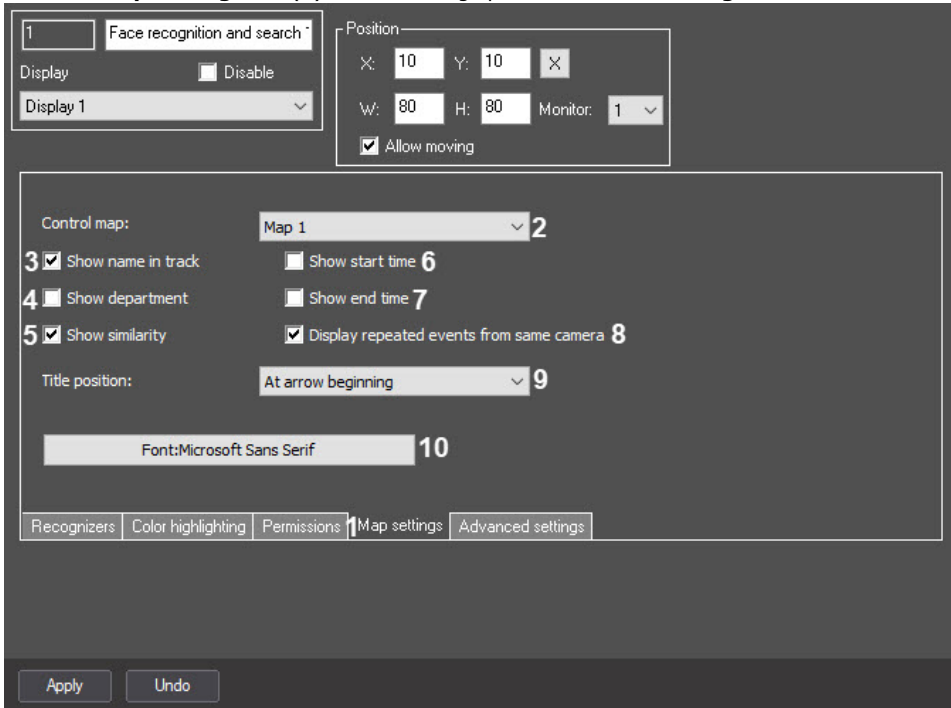 1 Face recognition and search
Position
X: 10 Y: 10 X
Display Disable
Display 1
W: 80 H: 80 Monitor: 1
Allow moving
Control map: Map 1 2
3 Show name in track Show start time 6
4 Show department Show end time 7
5 Show similarity Display repeated events from same camera 8
Title position: At arrow beginning 9
Font:Microsoft Sans Serif 10
Recognizers Color highlighting Permissions 1 Map settings Advanced settings
Apply Undo